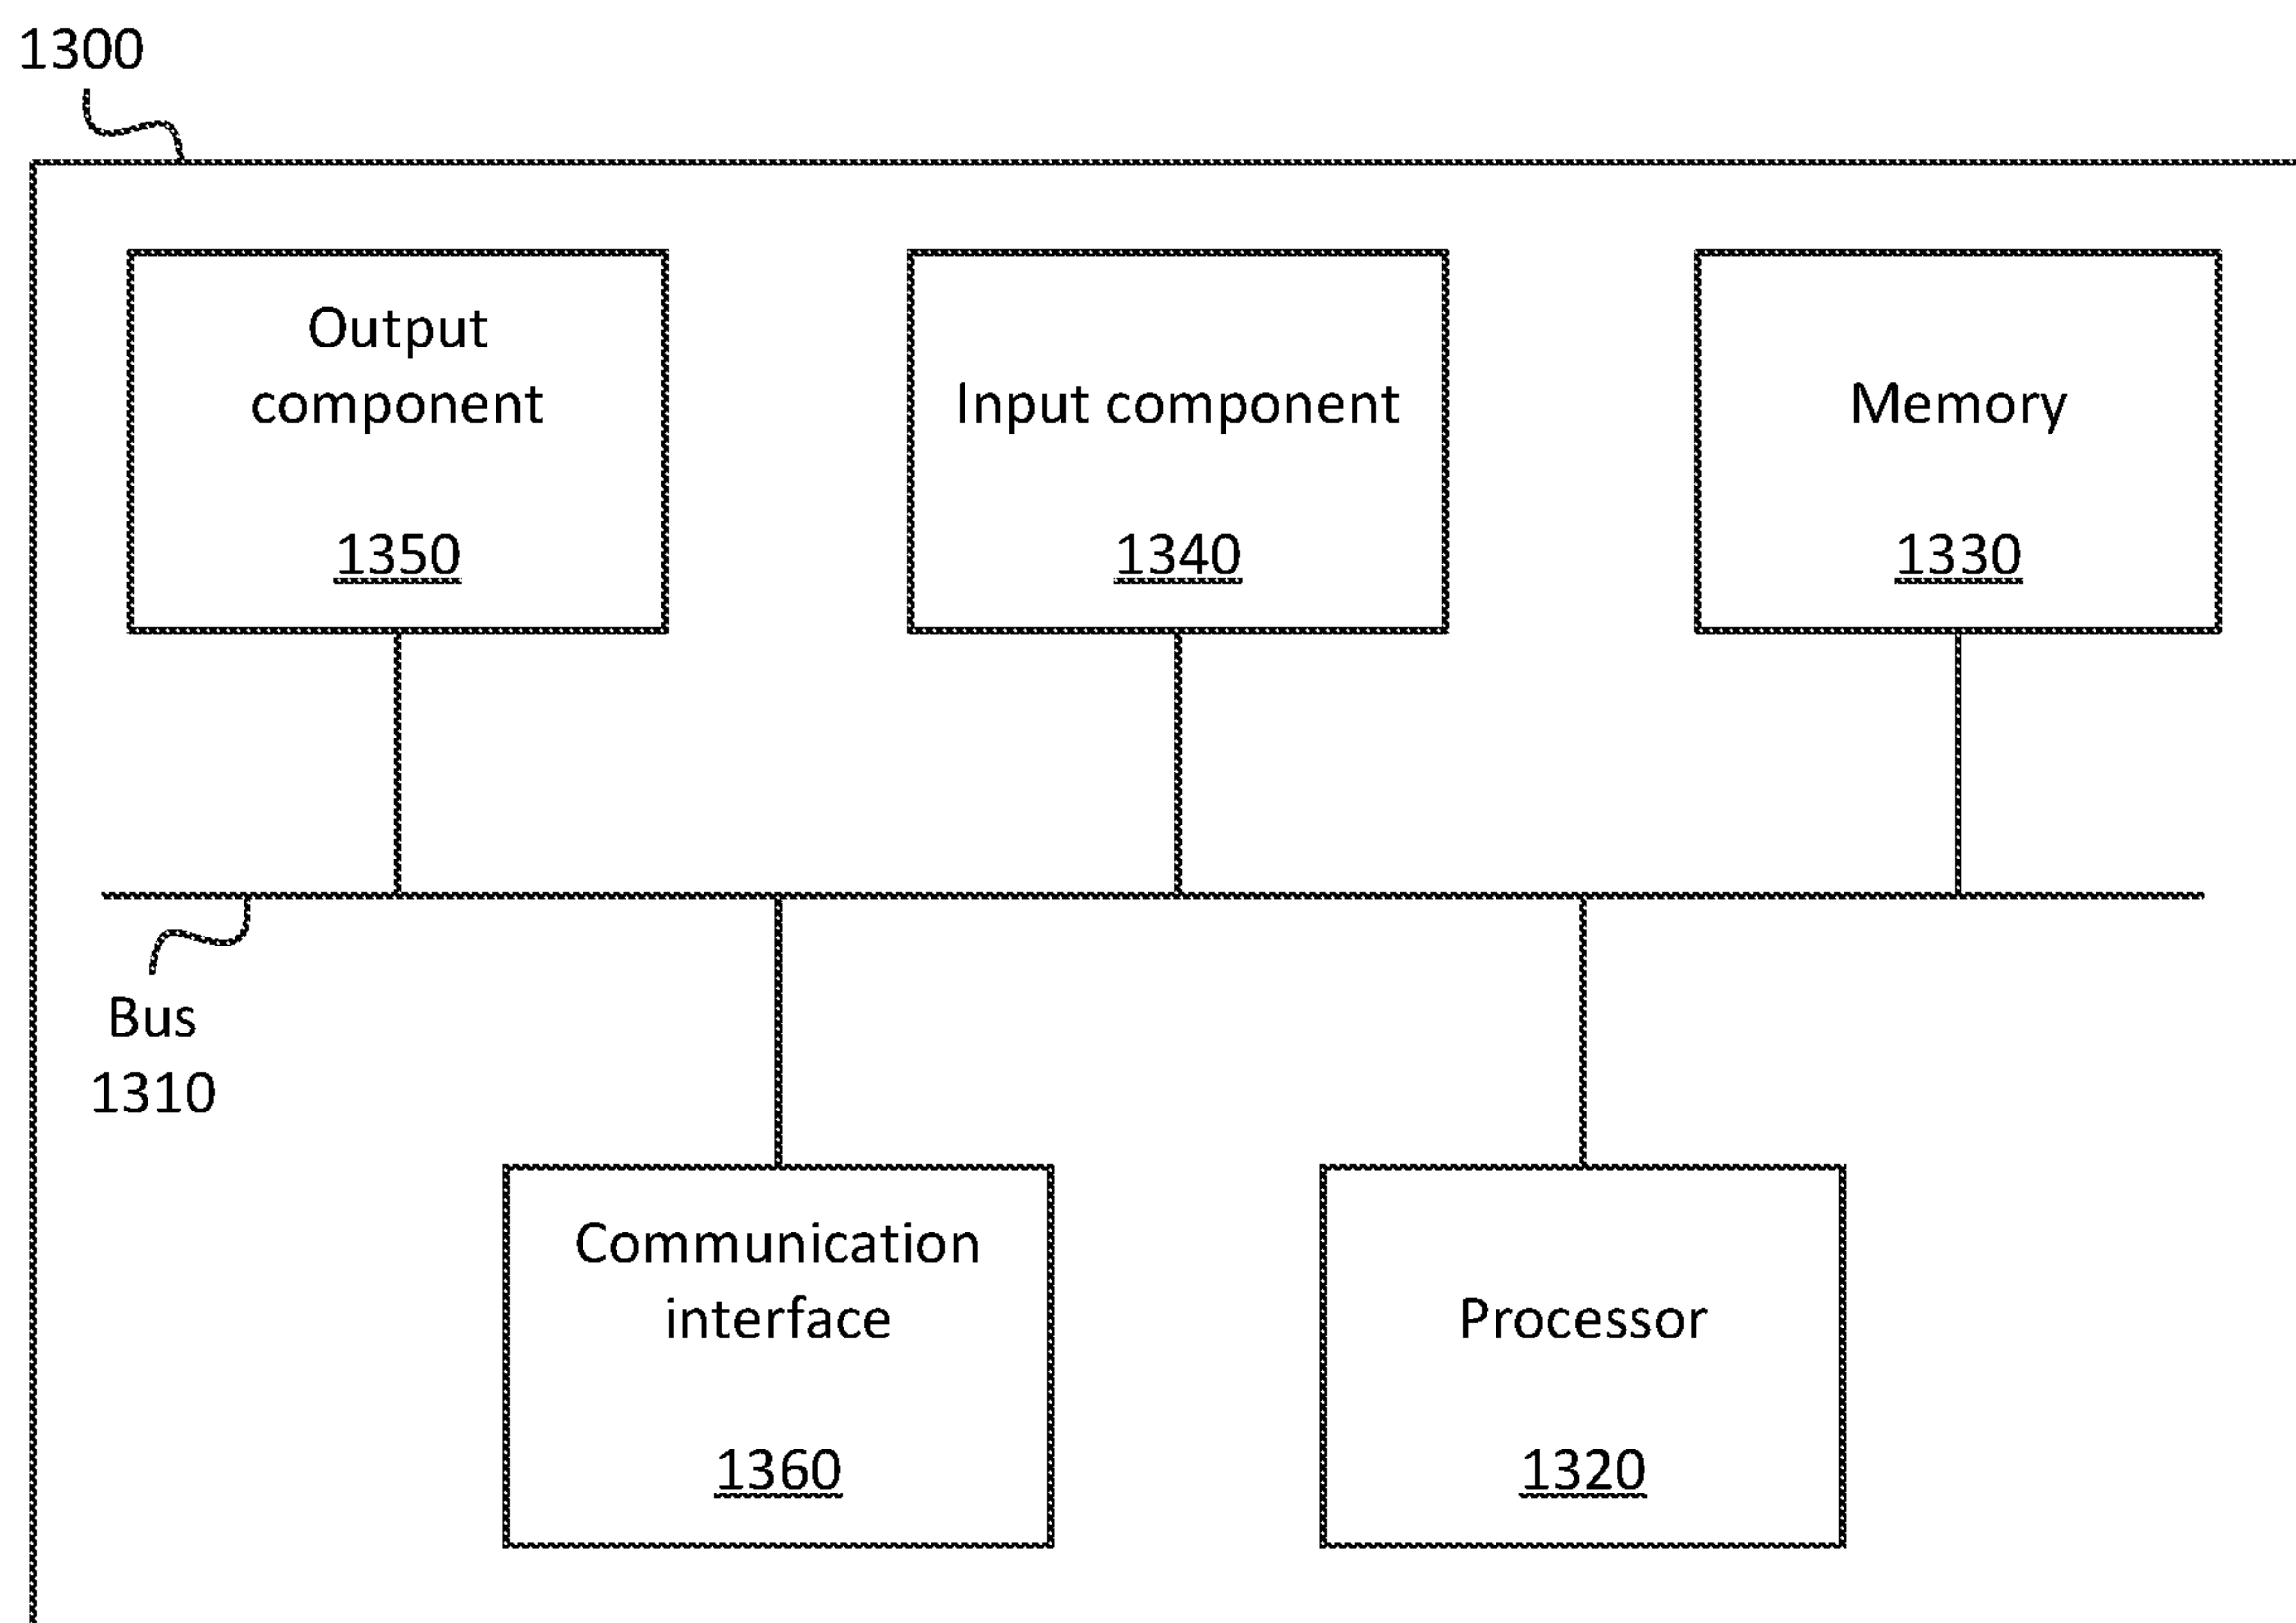 1300
Output
component
1350
Input component
1340
Memory
1330
Bus
1310
Communication
interface
1360
Processor
1320